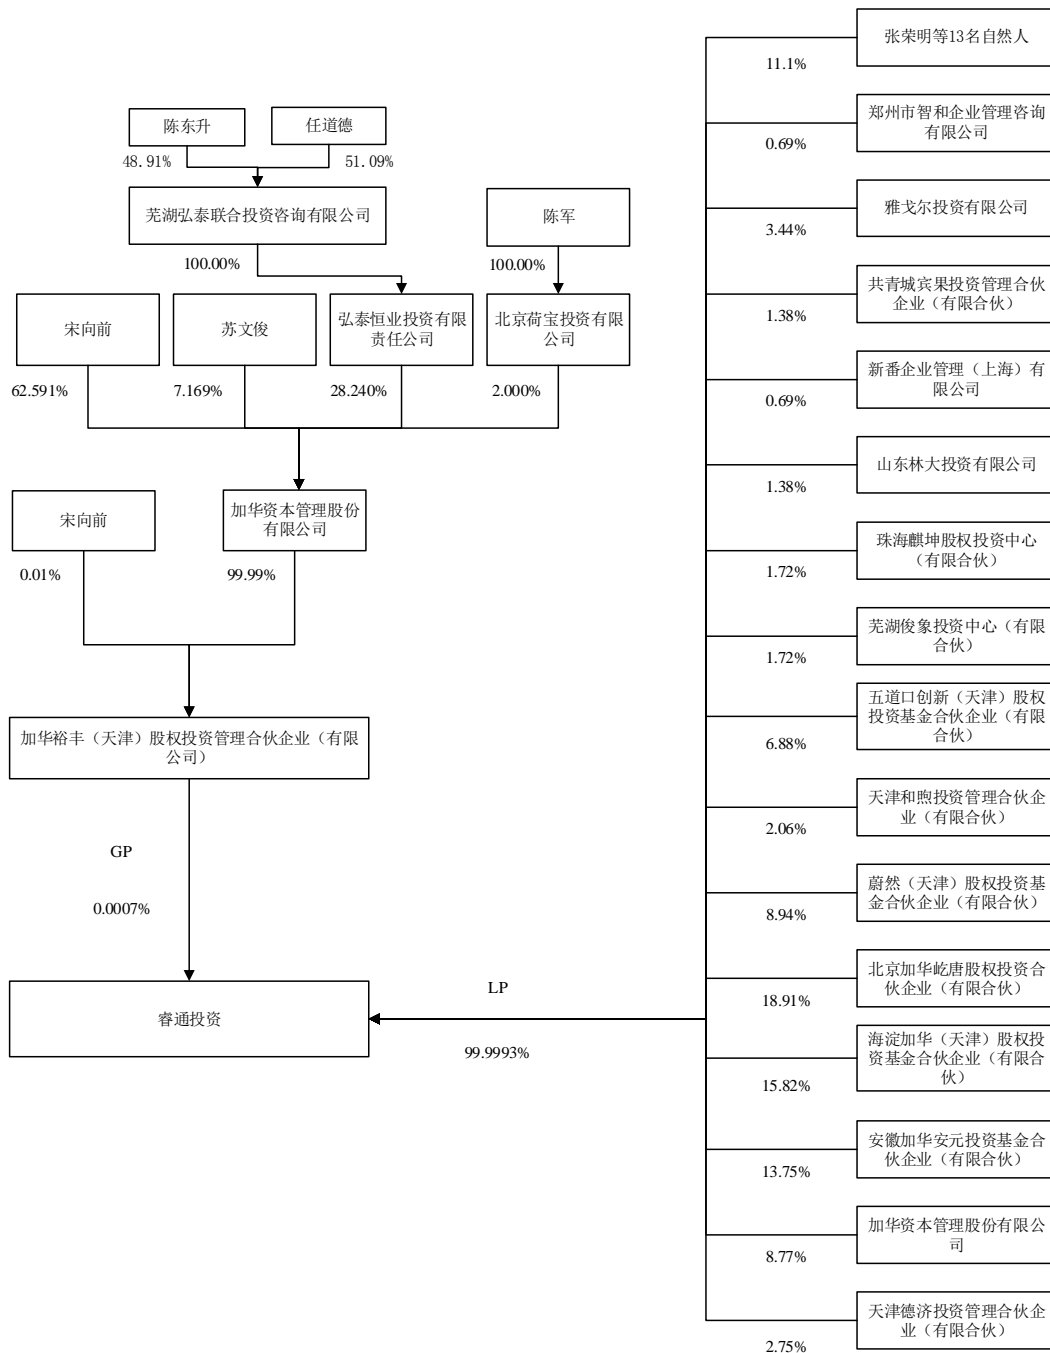 陈东升
任道德
48.91%
51.09%
芜湖弘泰联合投资咨询有限公司
陈军
100.00%
100.00%
宋向前
苏文俊
弘泰恒业投资有限
责任公司
北京荷宝投资有限
公司
62.591%
7.169%
28.240%
2.000%
宋向前
加华资本管理股份
有限公司
0.01%
99.99%
加华裕丰（天津）股权投资管理合伙企业（有限
公司）
GP
0.0007%
睿通投资
LP
99.9993%
张荣明等13名自然人
11.1%
郑州市智和企业管理咨询
有限公司
0.69%
雅戈尔投资有限公司
3.44%
共青城宾果投资管理合伙
企业（有限合伙）
1.38%
新番企业管理（上海）有
限公司
0.69%
山东林大投资有限公司
1.38%
珠海麒坤股权投资中心
（有限合伙）
1.72%
芜湖俊象投资中心（有限
合伙）
1.72%
五道口创新（天津）股权
投资基金合伙企业（有限
合伙）
6.88%
天津和煦投资管理合伙企
业（有限合伙）
2.06%
蔚然（天津）股权投资基
金合伙企业（有限合伙）
8.94%
北京加华屹唐股权投资合
伙企业（有限合伙）
18.91%
海淀加华（天津）股权投
资基金合伙企业（有限合
伙）
15.82%
安徽加华安元投资基金合
伙企业（有限合伙）
13.75%
加华资本管理股份有限公
司
8.77%
天津德济投资管理合伙企
业（有限合伙）
2.75%